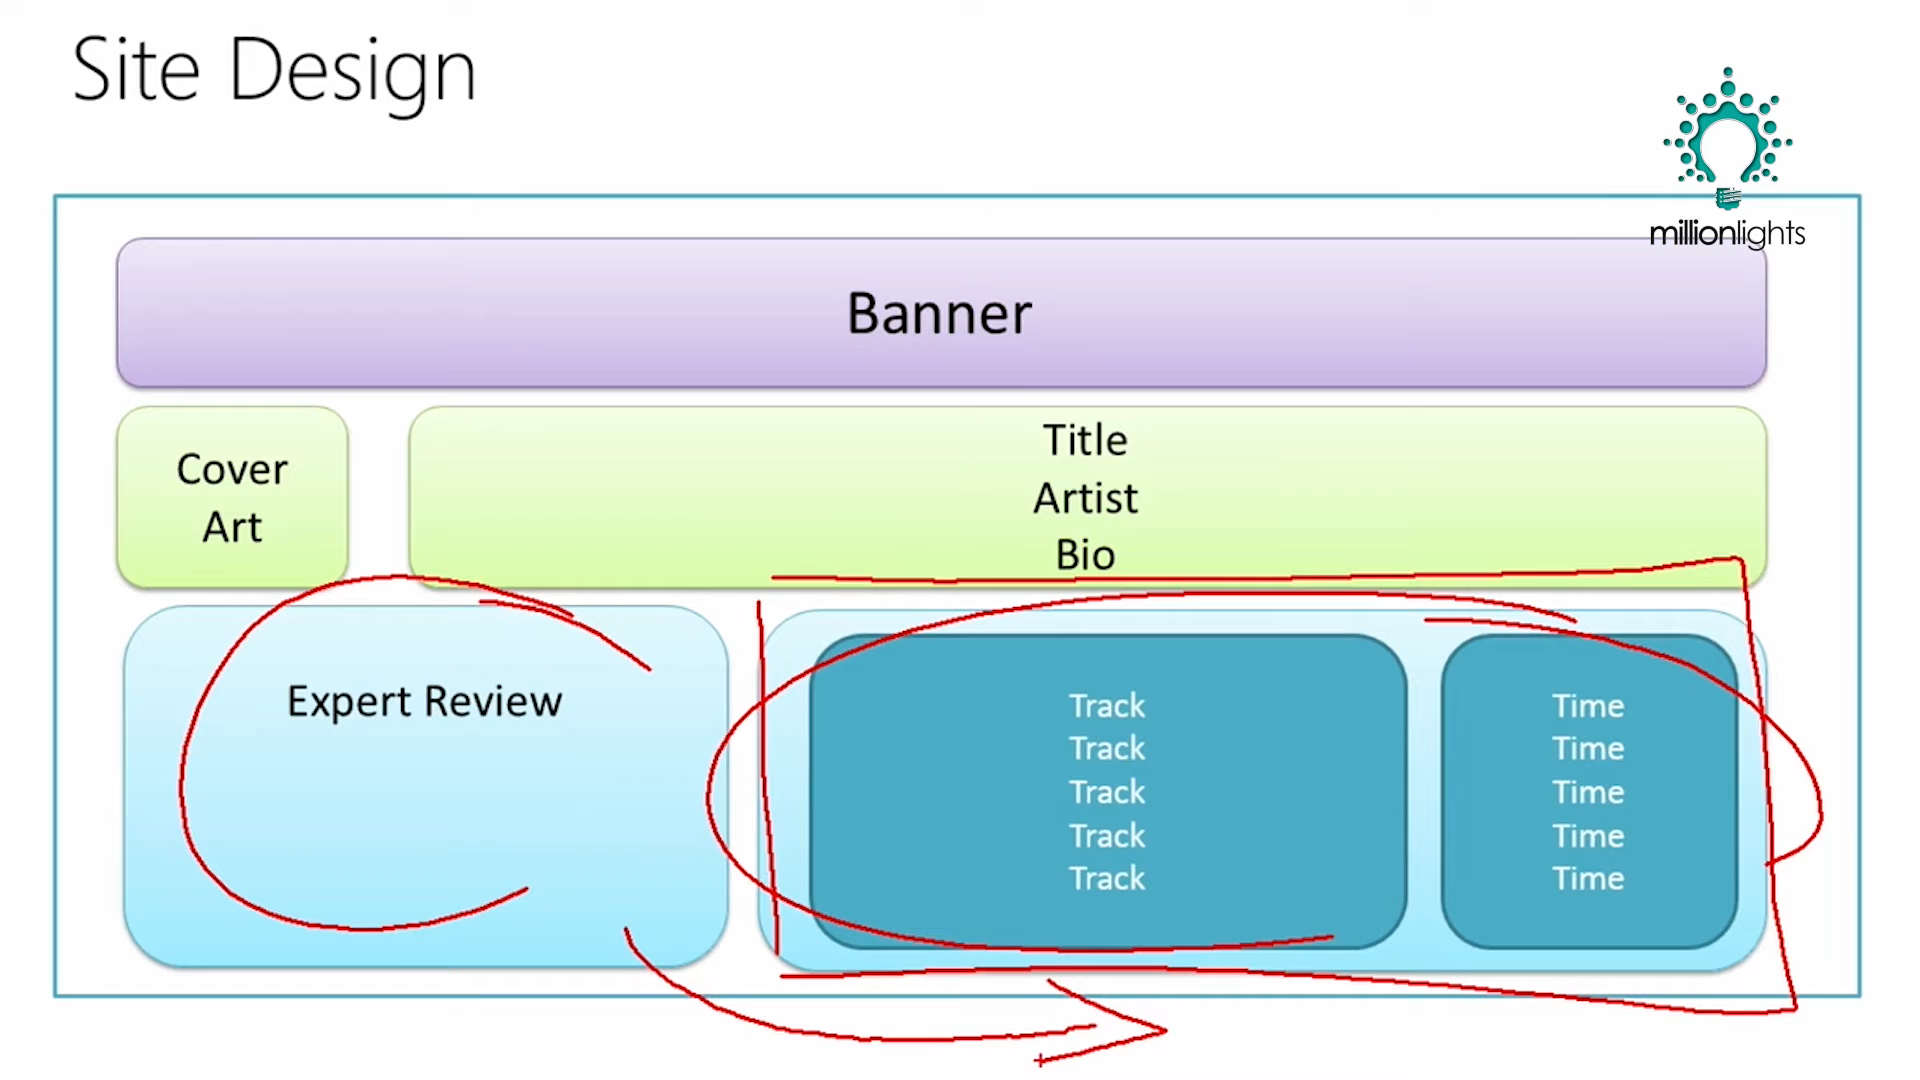 Site Design
millionlights
Banner
Cover
Art
Title
Artist
Bio
Expert Review
Track
Track
Track
Track
Track
Time
Time
Time
Time
Time